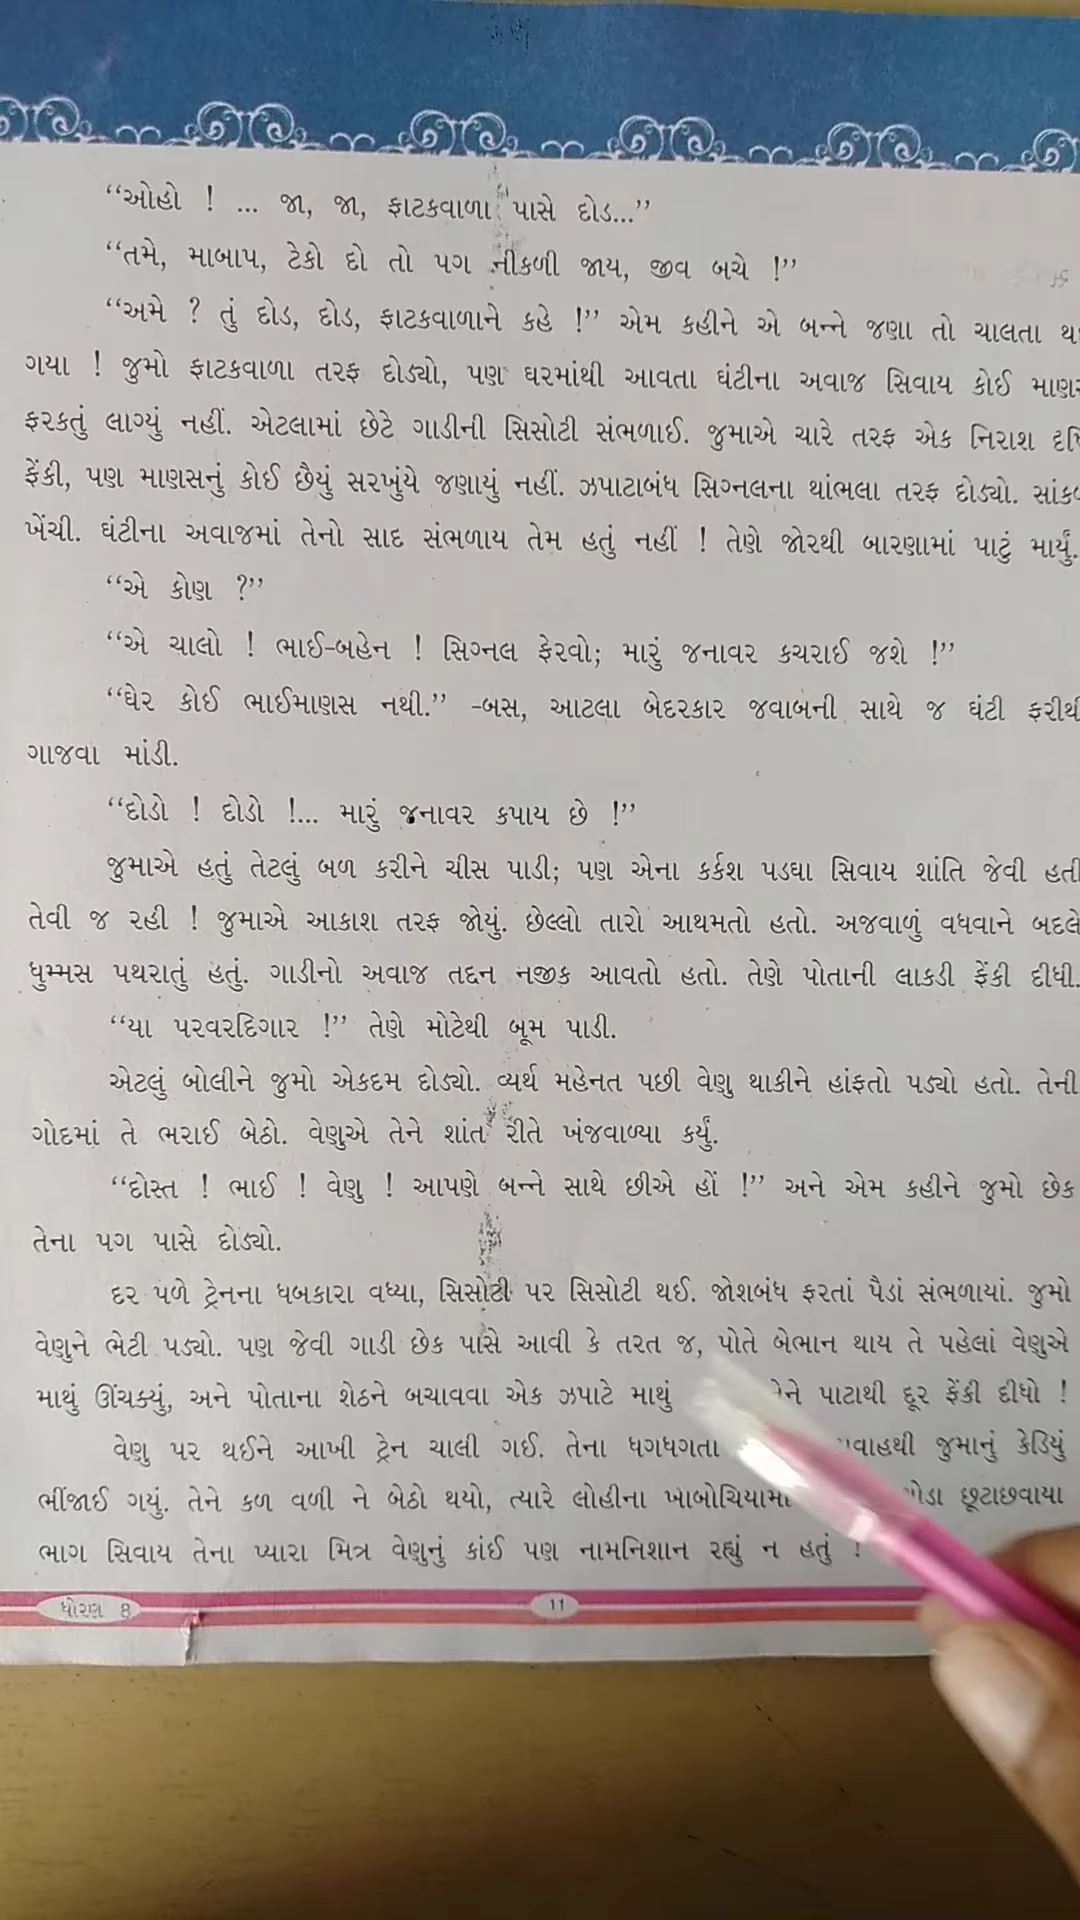 “ઓહો ! ... જા, જા, ફાટકવાળા પાસે દોડ...”
“તમે, માબાપ, ટેકો દો તો પગ નીકળી જાય, જીવ બચે !”
“અમે ? તું દોડ, દોડ, ફાટકવાળાને કહે !” એમ કહીને એ બન્ને જણા તો ચાલતા
ગયા ! જુમો ફાટકવાળા તરફ દોડ્યો, પણ ઘરમાંથી આવતા ઘંટીના અવાજ સિવાય કોઈ
ફરકતું લાગ્યું નહીં. એટલામાં છેટે ગાડીની સિસોટી સંભળાઈ. જુમાએ ચારે તરફ એક નિરાશ
ફેંકી, પણ માણસનું કોઈ છૈયું સરખુંયે જણાયું નહીં. ઝપાટાબંધ સિગ્નલના થાંભલા તરફ દોડ્યો.
ખેંચી. ઘંટીના અવાજમાં તેનો સાદ સંભળાય તેમ હતું નહીં ! તેણે જોરથી બારણામાં પાટું માર્યું.
“એ કોણ ?”
“એ ચાલો ! ભાઈ-બહેન ! સિગ્નલ ફેરવો; મારું જનાવર કચરાઈ જશે !”
“ઘેર કોઈ ભાઈમાણસ નથી.” -બસ, આટલા બેદરકાર જવાબની સાથે જ ઘંટી ફરીથી
ગાજવા માંડી.
“દોડો ! દોડો !... મારું જનાવર કપાય છે !”
જુમાએ હતું તેટલું બળ કરીને ચીસ પાડી; પણ એના કર્કશ પડઘા સિવાય શાંતિ જેવી હતી
તેવી જ રહી ! જુમાએ આકાશ તરફ જોયું. છેલ્લો તારો આથમતો હતો. અજવાળું વધવાને બદલે
ધુમ્મસ પથરાતું હતું. ગાડીનો અવાજ તદ્દન નજીક આવતો હતો. તેણે પોતાની લાકડી ફેંકી દીધી.
“યા પરવરદિગાર !” તેણે મોટેથી બૂમ પાડી.
એટલું બોલીને જુમો એકદમ દોડ્યો. વ્યર્થ મહેનત પછી વેણુ થાકીને હાંફતો પડ્યો હતો. તેની
ગોદમાં તે ભરાઈ બેઠો. વેણુએ તેને શાંત રીતે ખંજવાળ્યા કર્યું.
“દોસ્ત ! ભાઈ ! વેણુ ! આપણે બન્ને સાથે છીએ હોં !” અને એમ કહીને જુમો છેક
તેના પગ પાસે દોડ્યો.
દર પળે ટ્રેનના ધબકારા વધ્યા, સિસોટી પર સિસોટી થઈ. જોશબંધ ફરતાં પૈડાં સંભળાયાં. જુમો
વેણુને ભેટી પડ્યો. પણ જેવી ગાડી છેક પાસે આવી કે તરત જ, પોતે બેભાન થાય તે પહેલાં વેણુએ
માથું ઊંચક્યું, અને પોતાના શેઠને બચાવવા એક ઝપાટે માથું પાટાથી દૂર ફેંકી દીધો !
વેણુ પર થઈને આખી ટ્રેન ચાલી ગઈ. તેના ધગધગતા જુમાનું કેડિયું
ભીંજાઈ ગયું. તેને કળ વળી ને બેઠો થયો, ત્યારે લોહીના છૂટાછવાયા
ભાગ સિવાય તેના પ્યારા મિત્ર વેણુનું કાંઈ પણ નામનિશાન રહ્યું ન હતું !
ધોરણ 8
11